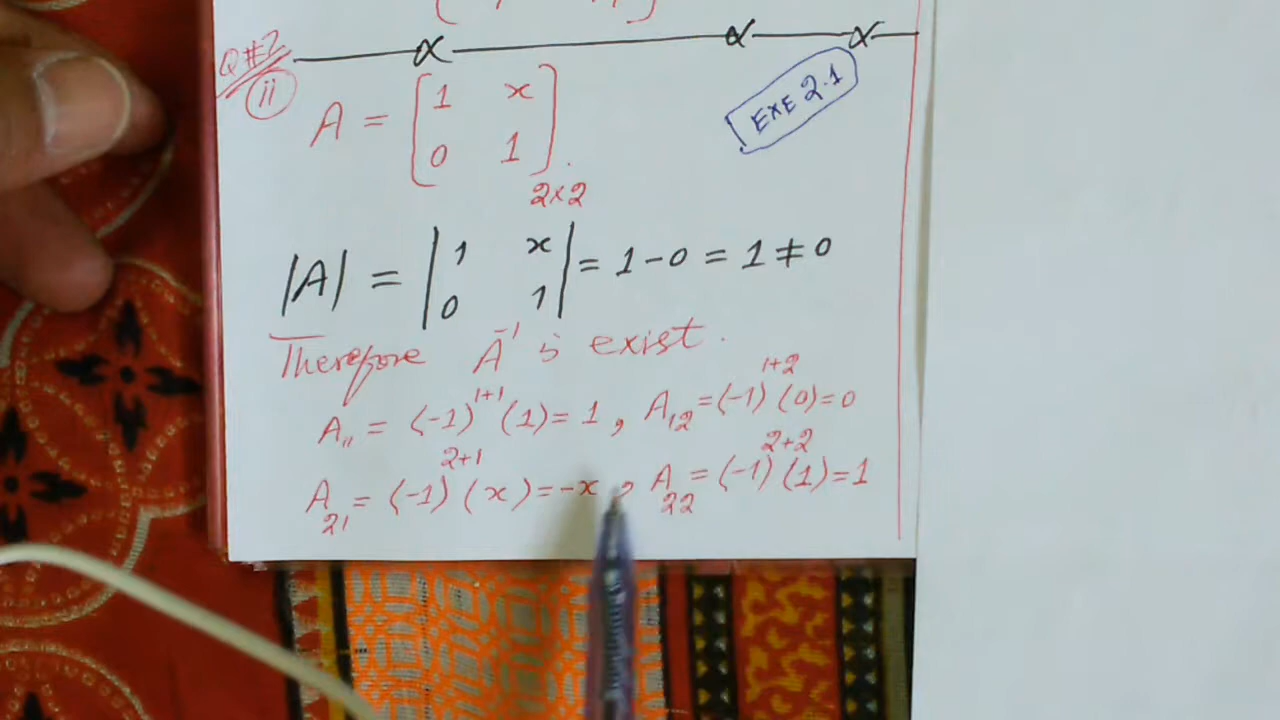 Q#2
ii
EXE 2.1
A = [1 x
0 1].
2×2
|A| = |1 x
0 1| = 1-0 = 1 ≠ 0
Therefore A⁻¹ is exist.
A₁₁ = (-1)¹⁺¹ (1) = 1 , A₁₂ = (-1)¹⁺² (0) = 0
A₂₁ = (-1)²⁺¹ (x) = -x , A₂₂ = (-1)²⁺² (1) = 1